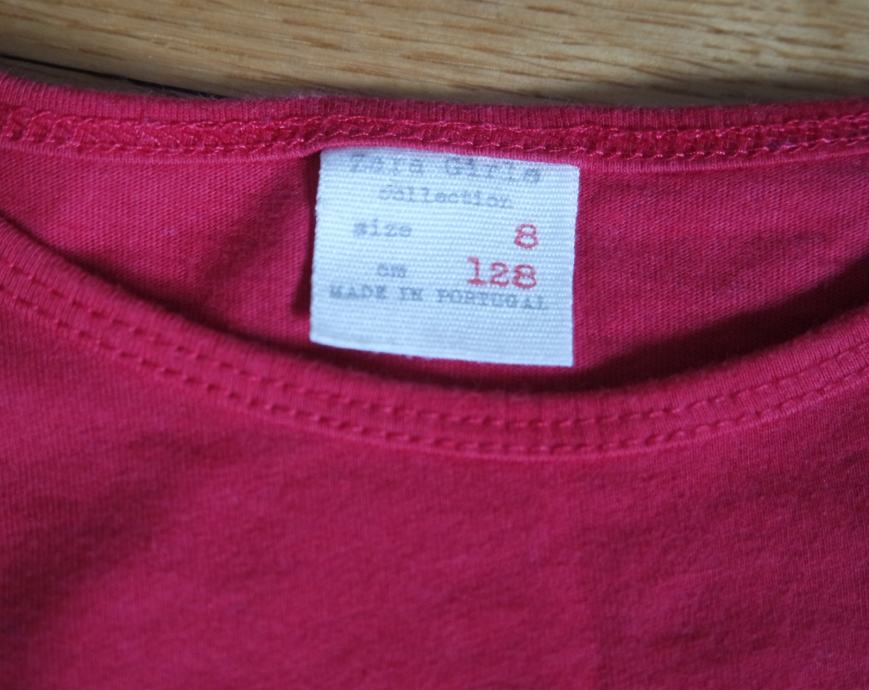 Zara Girls
Collection
size 8
cm 128
MADE IN PORTUGAL